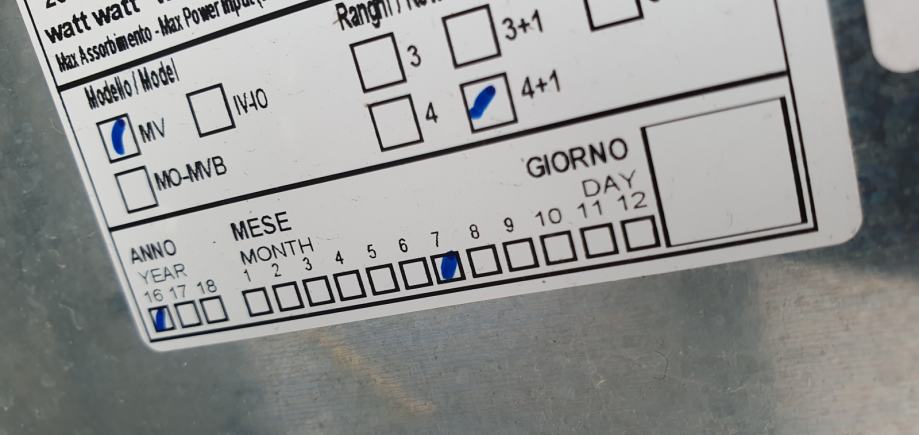 watt watt
Max Assorbimento - Max Power Input
Ranghi /
Modello / Model
3
3+1
MV
IV-10
4
4+1
MO-MVB
GIORNO
DAY
ANNO
YEAR
16 17 18
MESE
MONTH
1 2 3 4 5 6 7 8 9 10 11 12